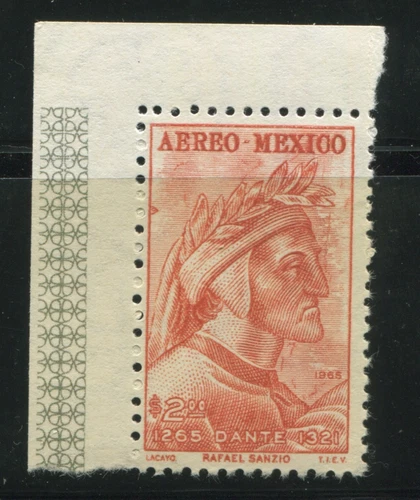 AEREO - MEXICO
1965
$2.00
1265 DANTE 1321
LACAYO. RAFAEL SANZIO T.I.E.V.